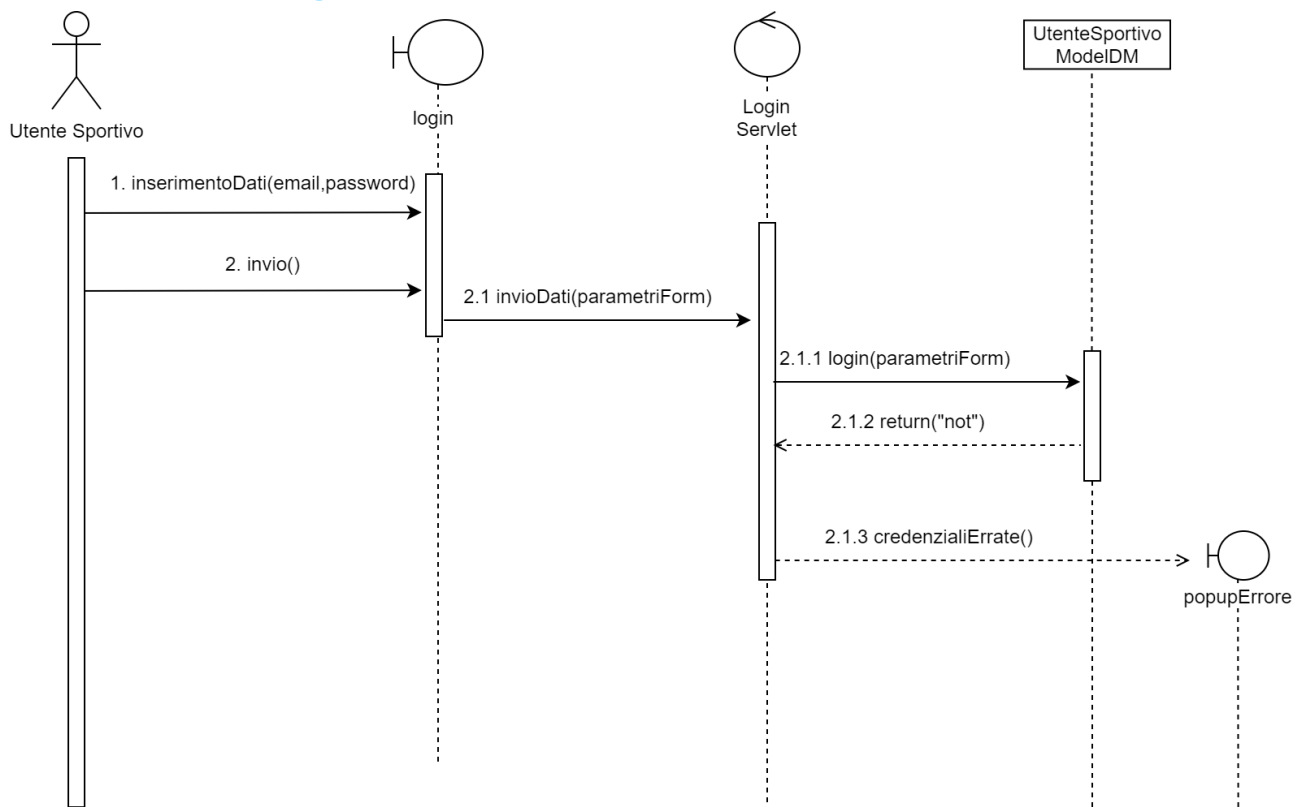 UtenteSportivo
ModelDM
login
Login
Servlet
Utente Sportivo
1. inserimentoDati(email,password)
2. invio()
2.1 invioDati(parametriForm)
2.1.1 login(parametriForm)
2.1.2 return("not")
2.1.3 credenzialiErrate()
popupErrore